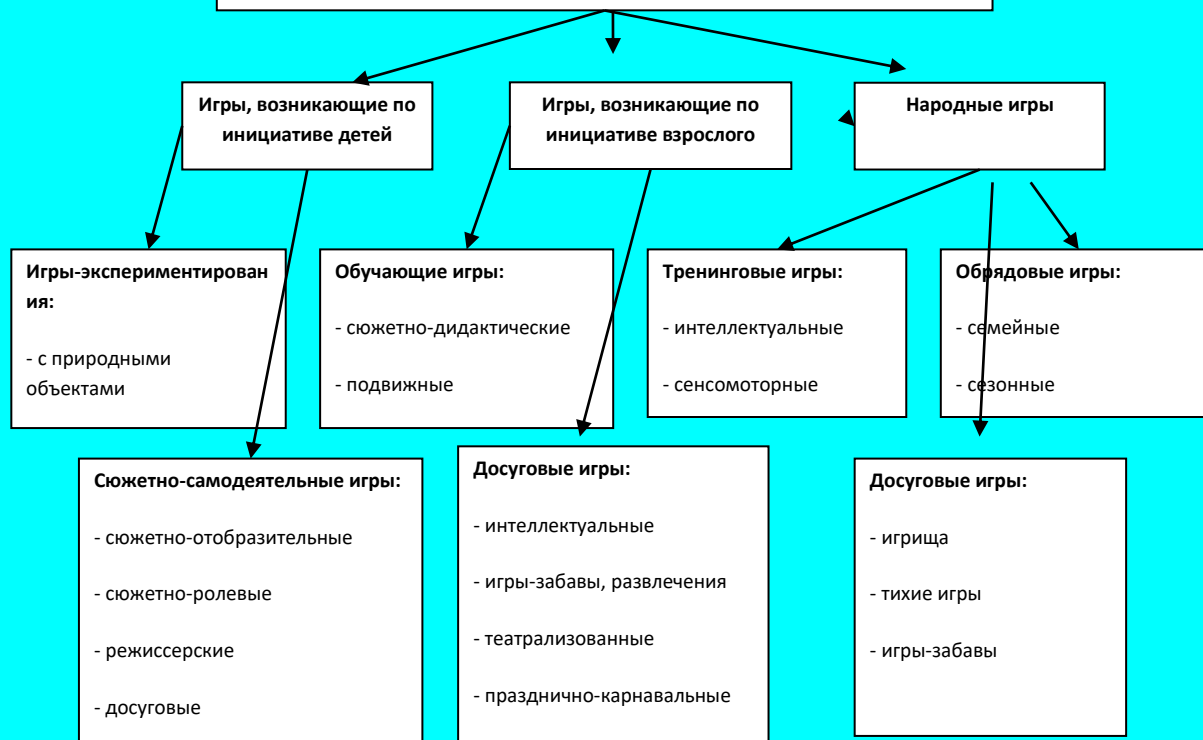 Игры, возникающие по
инициативе детей
Игры, возникающие по
инициативе взрослого
Народные игры
Игры-экспериментирован
ия:
- с природными
объектами
Обучающие игры:
- сюжетно-дидактические
- подвижные
Тренинговые игры:
- интеллектуальные
- сенсомоторные
Обрядовые игры:
- семейные
- сезонные
Сюжетно-самодеятельные игры:
- сюжетно-отобразительные
- сюжетно-ролевые
- режиссерские
- досуговые
Досуговые игры:
- интеллектуальные
- игры-забавы, развлечения
- театрализованные
- празднично-карнавальные
Досуговые игры:
- игрища
- тихие игры
- игры-забавы